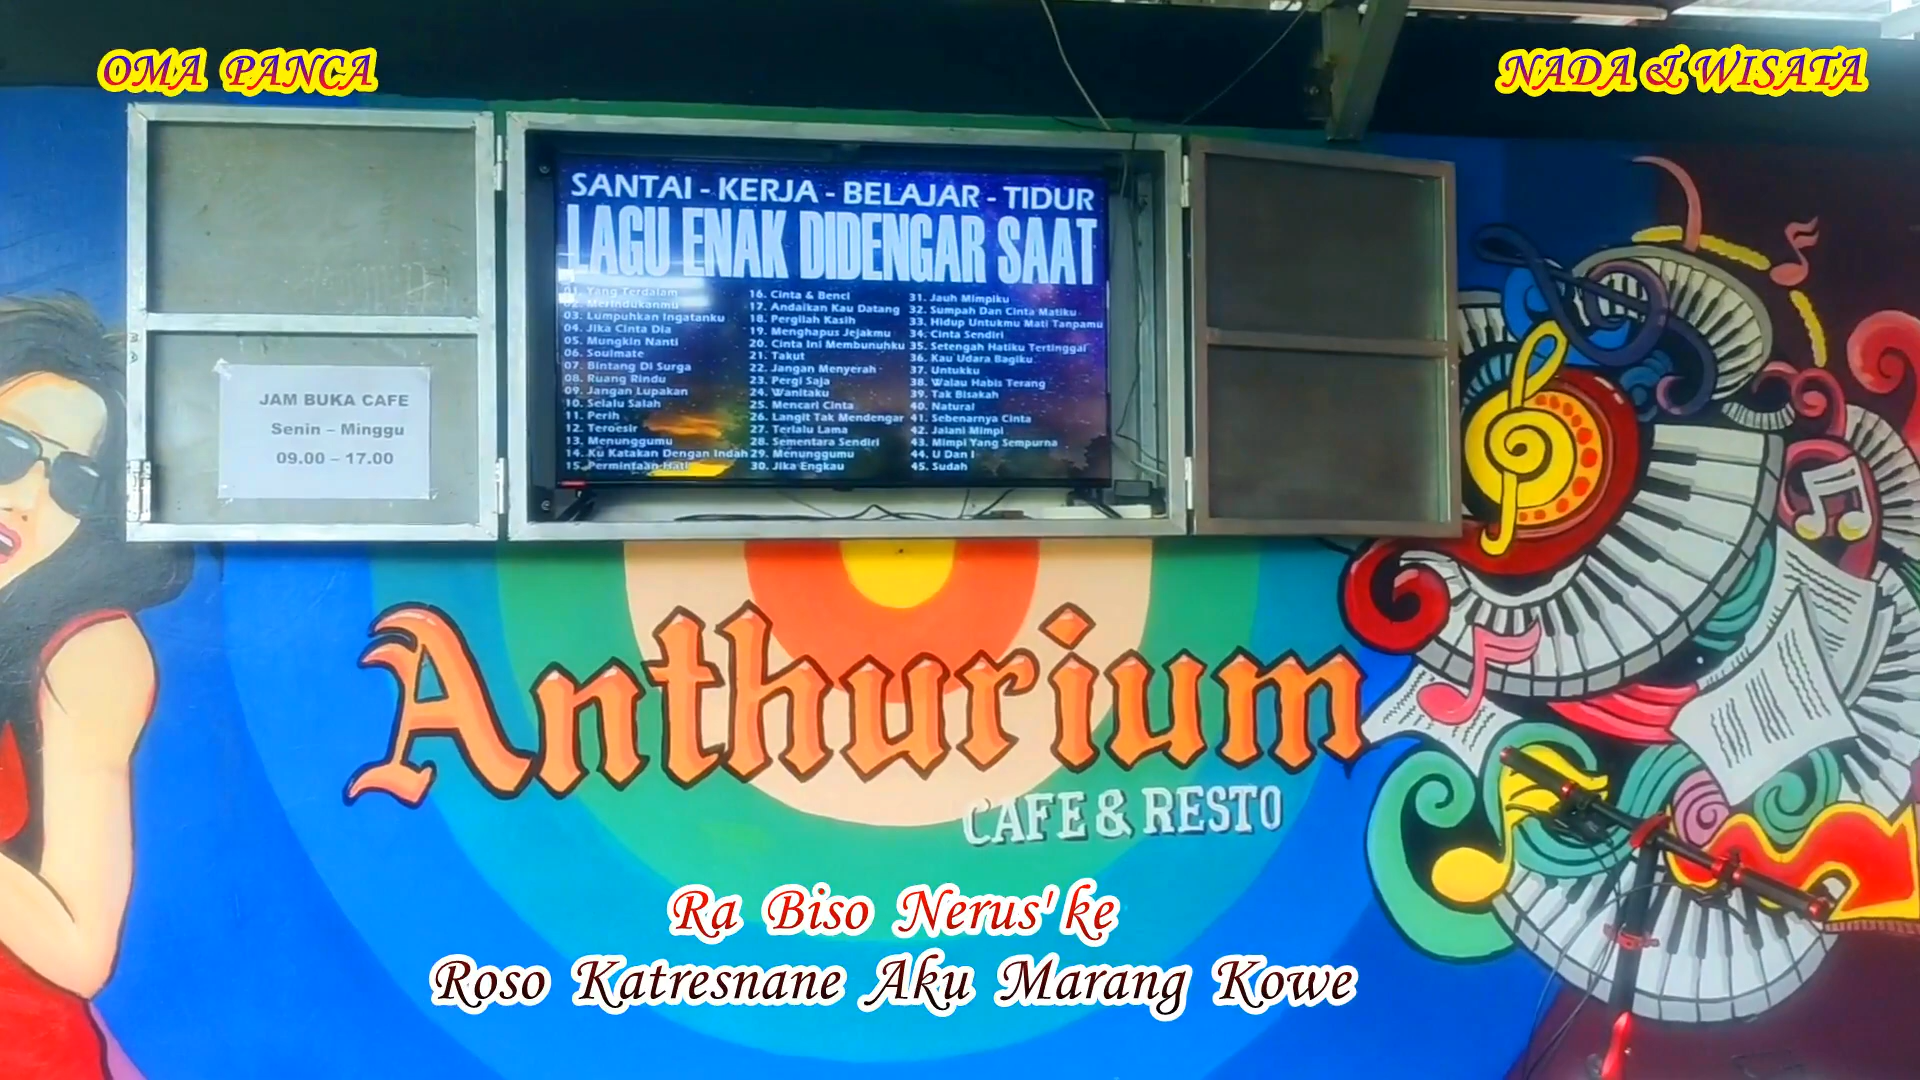 OMA PANCA
NADA & WISATA
SANTAI - KERJA - BELAJAR - TIDUR
LAGU ENAK DIDENGAR SAAT
01. Yang Terdalam
02. Merindukanmu
03. Lumpuhkan Ingatanku
04. Jika Cinta Dia
05. Mungkin Nanti
06. Soulmate
07. Bintang Di Surga
08. Ruang Rindu
09. Jangan Lupakan
10. Selalu Salah
11. Perih
12. Teroesir
13. Menunggumu
14. Ku Katakan Dengan Indah
15. Permintaan Hati
16. Cinta & Benci
17. Andaikan Kau Datang
18. Pergilah Kasih
19. Menghapus Jejakmu
20. Cinta Ini Membunuhku
21. Takut
22. Jangan Menyerah
23. Pergi Saja
24. Wanitaku
25. Mencari Cinta
26. Langit Tak Mendengar
27. Terlalu Lama
28. Sementara Sendiri
29. Menunggumu
30. Jika Engkau
31. Jauh Mimpiku
32. Sumpah Dan Cinta Matiku
33. Hidup Untukmu Mati Tanpamu
34. Cinta Sendiri
35. Setengah Hatiku Tertinggal
36. Kau Udara Bagiku
37. Untukku
38. Walau Habis Terang
39. Tak Bisakah
40. Natural
41. Sebenarnya Cinta
42. Jalani Mimpi
43. Mimpi Yang Sempurna
44. U Dan I
45. Sudah
JAM BUKA CAFE
Senin – Minggu
09.00 – 17.00
Anthurium
CAFE & RESTO
Ra Biso Nerus'ke
Roso Katresnane Aku Marang Kowe